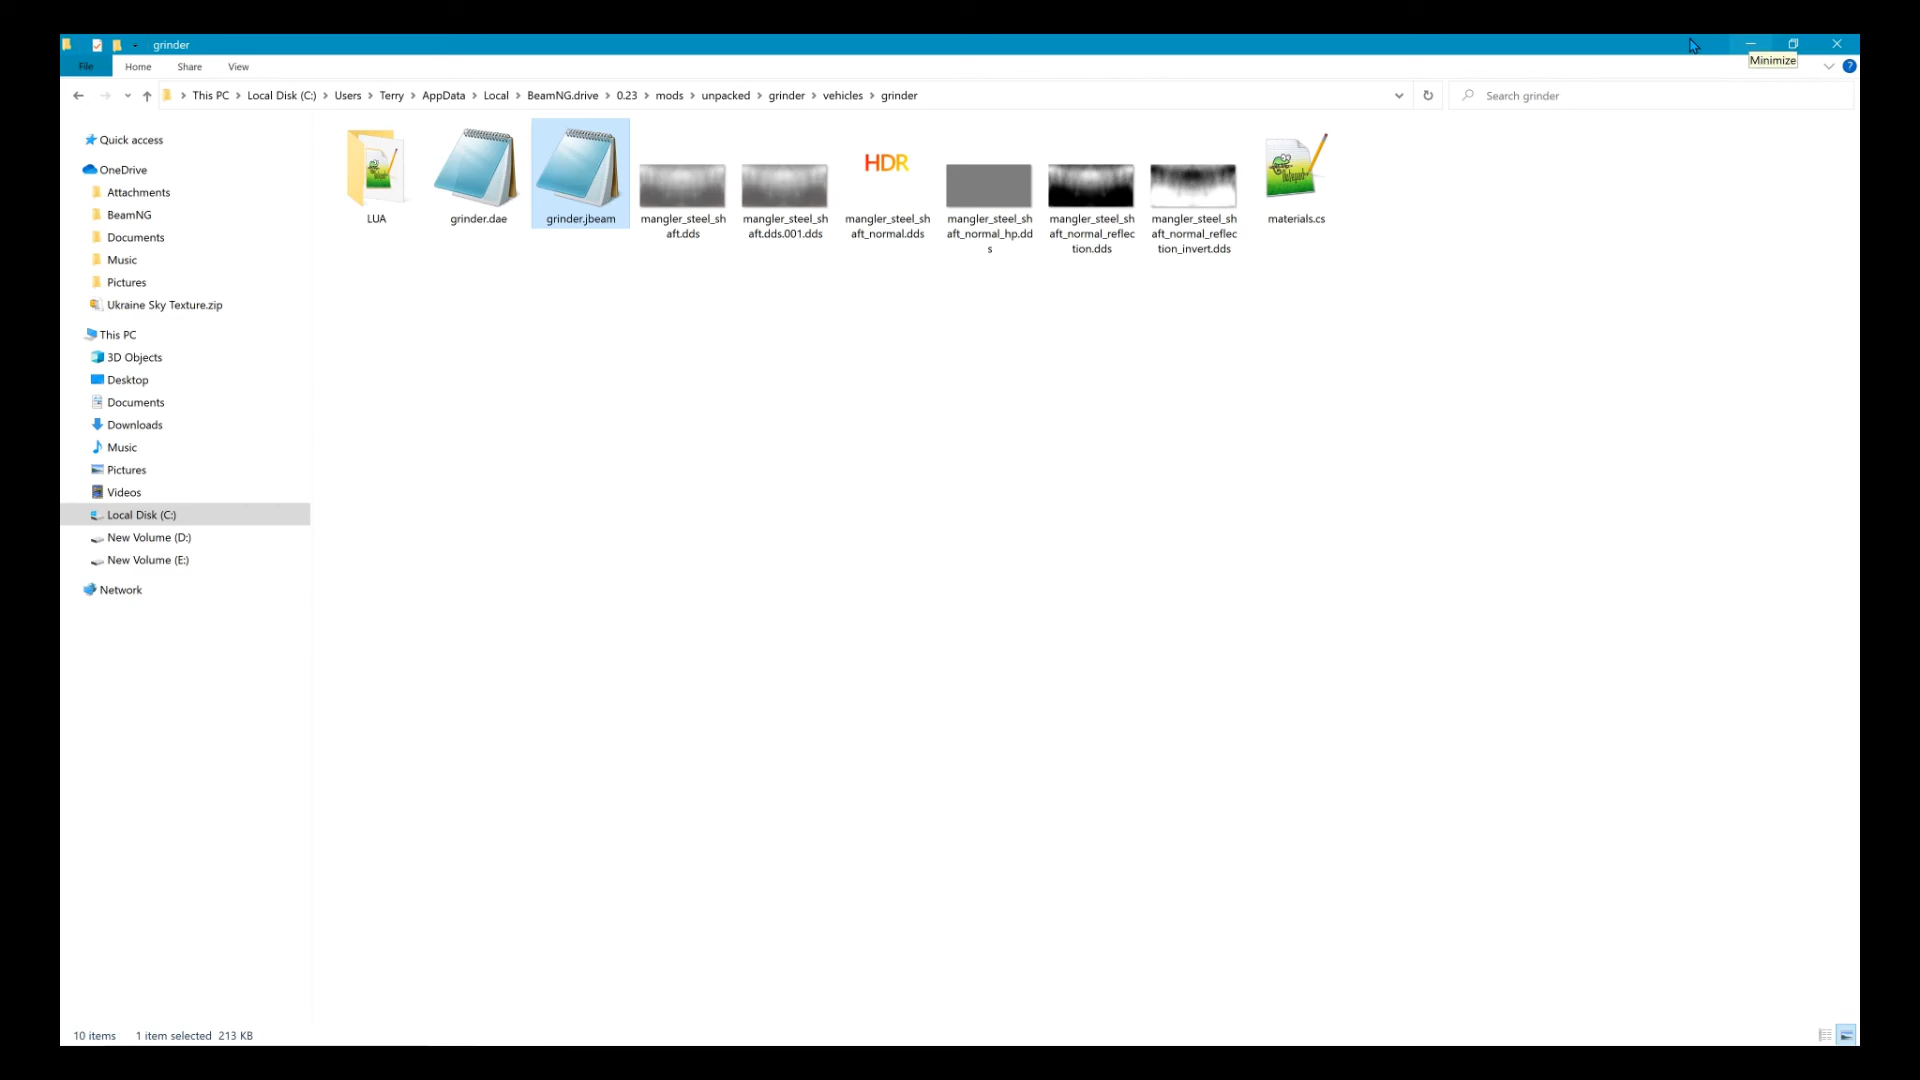 grinder
Minimize
File Home Share View
This PC Local Disk (C:) Users Terry AppData Local BeamNG.drive 0.23 mods unpacked grinder vehicles grinder
Search grinder
Quick access
OneDrive
Attachments
BeamNG
Documents
Music
Pictures
Ukraine Sky Texture.zip
This PC
3D Objects
Desktop
Documents
Downloads
Music
Pictures
Videos
Local Disk (C:)
New Volume (D:)
New Volume (E:)
Network
LUA
grinder.dae
grinder.jbeam
mangler_steel_sh
aft.dds
mangler_steel_sh
aft.dds.001.dds
HDR
mangler_steel_sh
aft_normal.dds
mangler_steel_sh
aft_normal_hp.dd
s
mangler_steel_sh
aft_normal_reflec
tion.dds
mangler_steel_sh
aft_normal_reflec
tion_invert.dds
materials.cs
10 items 1 item selected 213 KB